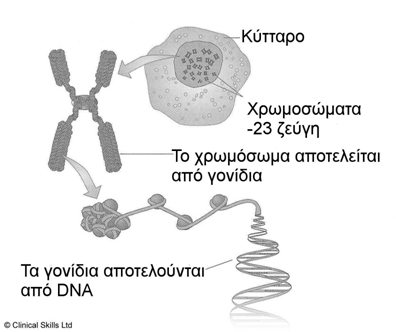 Κύτταρο
Χρωμοσώματα
-23 ζεύγη
Το χρωμόσωμα αποτελείται
από γονίδια
Τα γονίδια αποτελούνται
από DNA
© Clinical Skills Ltd